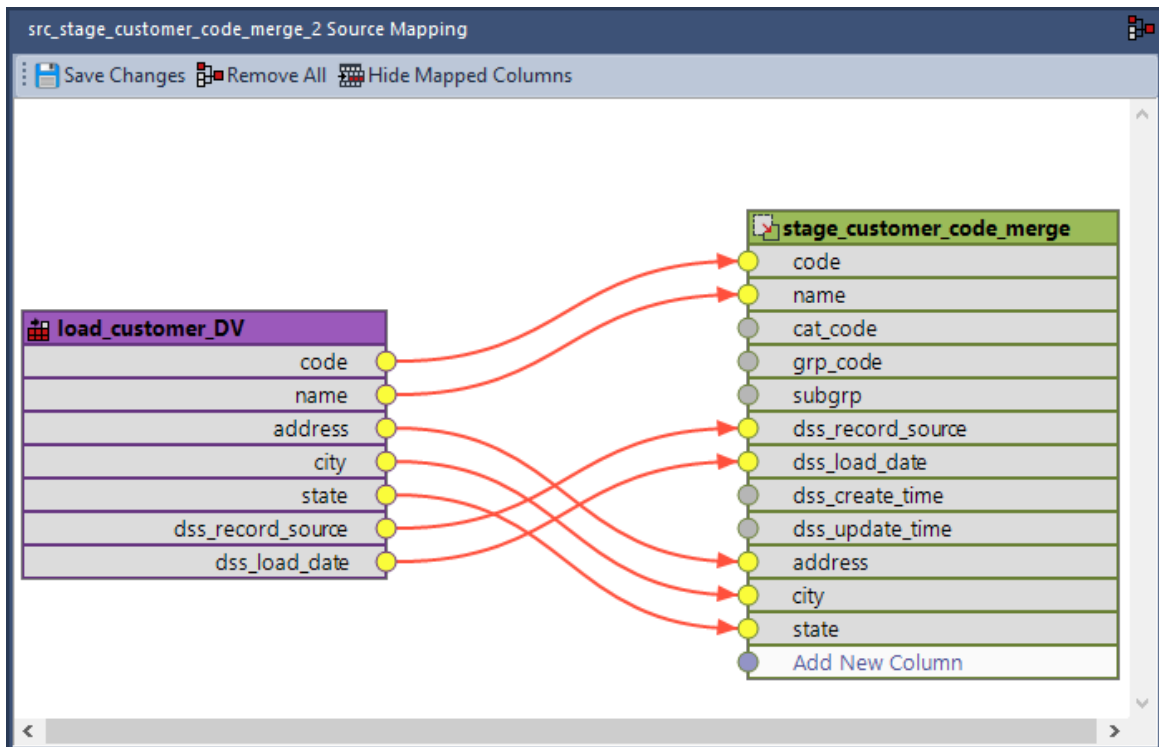 src_stage_customer_code_merge_2 Source Mapping
Save Changes Remove All Hide Mapped Columns
load_customer_DV
code
name
address
city
state
dss_record_source
dss_load_date
stage_customer_code_merge
code
name
cat_code
grp_code
subgrp
dss_record_source
dss_load_date
dss_create_time
dss_update_time
address
city
state
Add New Column